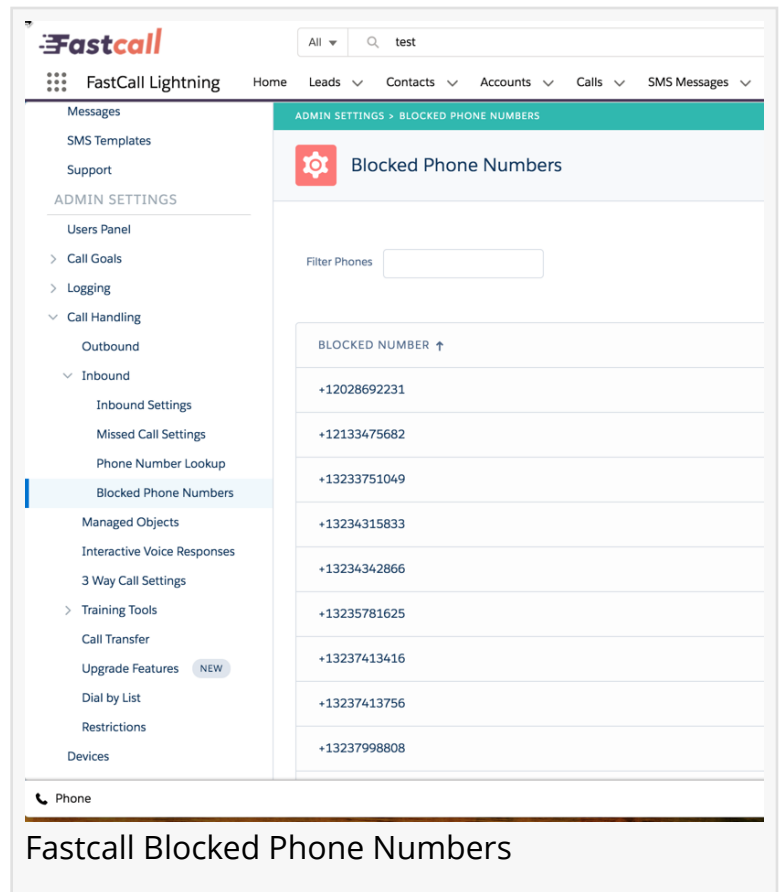 Fastcall
All
test
FastCall Lightning
Home
Leads
Contacts
Accounts
Calls
SMS Messages
Messages
SMS Templates
Support
ADMIN SETTINGS
Users Panel
Call Goals
Logging
Call Handling
Outbound
Inbound
Inbound Settings
Missed Call Settings
Phone Number Lookup
Blocked Phone Numbers
Managed Objects
Interactive Voice Responses
3 Way Call Settings
Training Tools
Call Transfer
Upgrade Features NEW
Dial by List
Restrictions
Devices
ADMIN SETTINGS > BLOCKED PHONE NUMBERS
Blocked Phone Numbers
Filter Phones
BLOCKED NUMBER ↑
+12028692231
+12133475682
+13233751049
+13234315833
+13234342866
+13235781625
+13237413416
+13237413756
+13237998808
Phone
Fastcall Blocked Phone Numbers